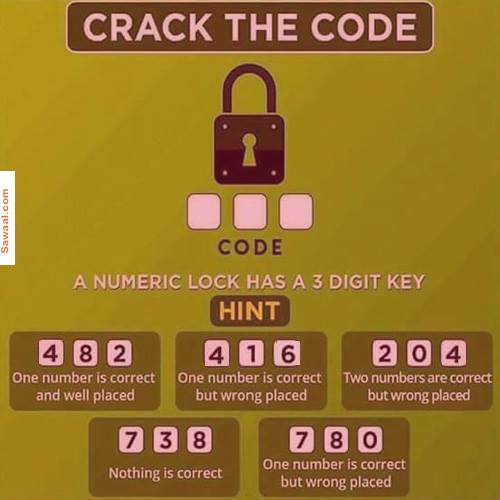 CRACK THE CODE
Sawaal.com
CODE
A NUMERIC LOCK HAS A 3 DIGIT KEY
HINT
4 8 2
One number is correct
and well placed
4 1 6
One number is correct
but wrong placed
2 0 4
Two numbers are correct
but wrong placed
7 3 8
Nothing is correct
7 8 0
One number is correct
but wrong placed